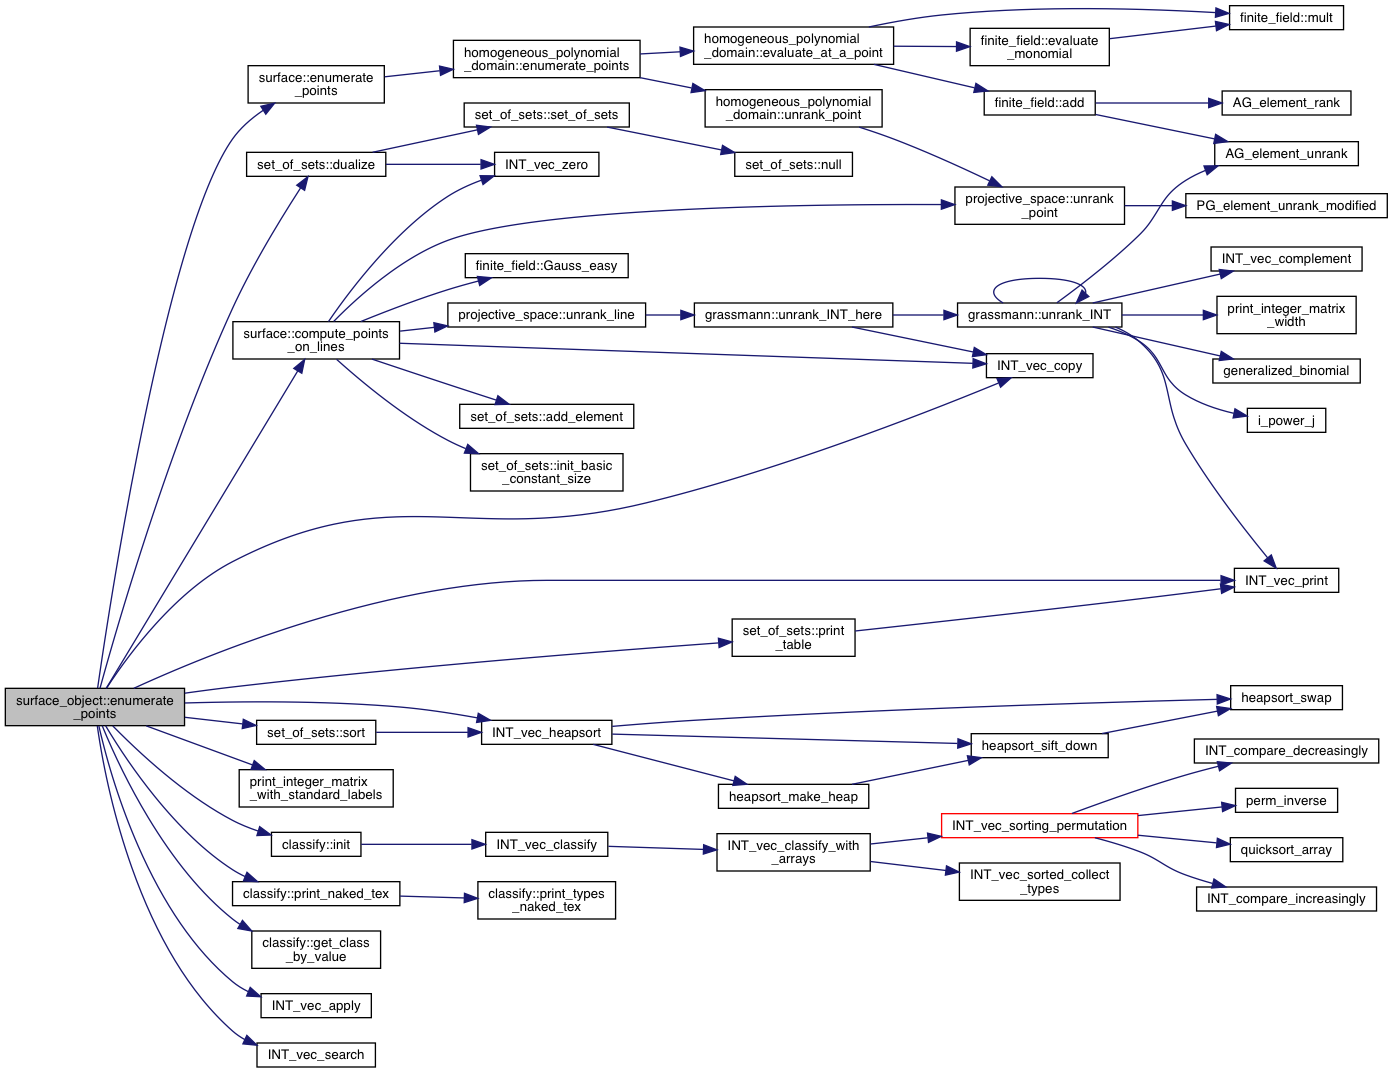 surface_object::enumerate
_points
surface::enumerate
_points
set_of_sets::dualize
surface::compute_points
_on_lines
set_of_sets::sort
print_integer_matrix
_with_standard_labels
classify::init
classify::print_naked_tex
classify::get_class
_by_value
INT_vec_apply
INT_vec_search
homogeneous_polynomial
_domain::enumerate_points
set_of_sets::set_of_sets
INT_vec_zero
finite_field::Gauss_easy
projective_space::unrank_line
set_of_sets::add_element
set_of_sets::init_basic
_constant_size
INT_vec_heapsort
INT_vec_classify
classify::print_types
_naked_tex
homogeneous_polynomial
_domain::evaluate_at_a_point
homogeneous_polynomial
_domain::unrank_point
set_of_sets::null
grassmann::unrank_INT_here
set_of_sets::print
_table
heapsort_make_heap
INT_vec_classify_with
_arrays
finite_field::evaluate
_monomial
finite_field::add
projective_space::unrank
_point
grassmann::unrank_INT
INT_vec_copy
heapsort_sift_down
INT_vec_sorting_permutation
INT_vec_sorted_collect
_types
finite_field::mult
AG_element_rank
AG_element_unrank
PG_element_unrank_modified
INT_vec_complement
print_integer_matrix
_width
generalized_binomial
i_power_j
INT_vec_print
heapsort_swap
INT_compare_decreasingly
perm_inverse
quicksort_array
INT_compare_increasingly